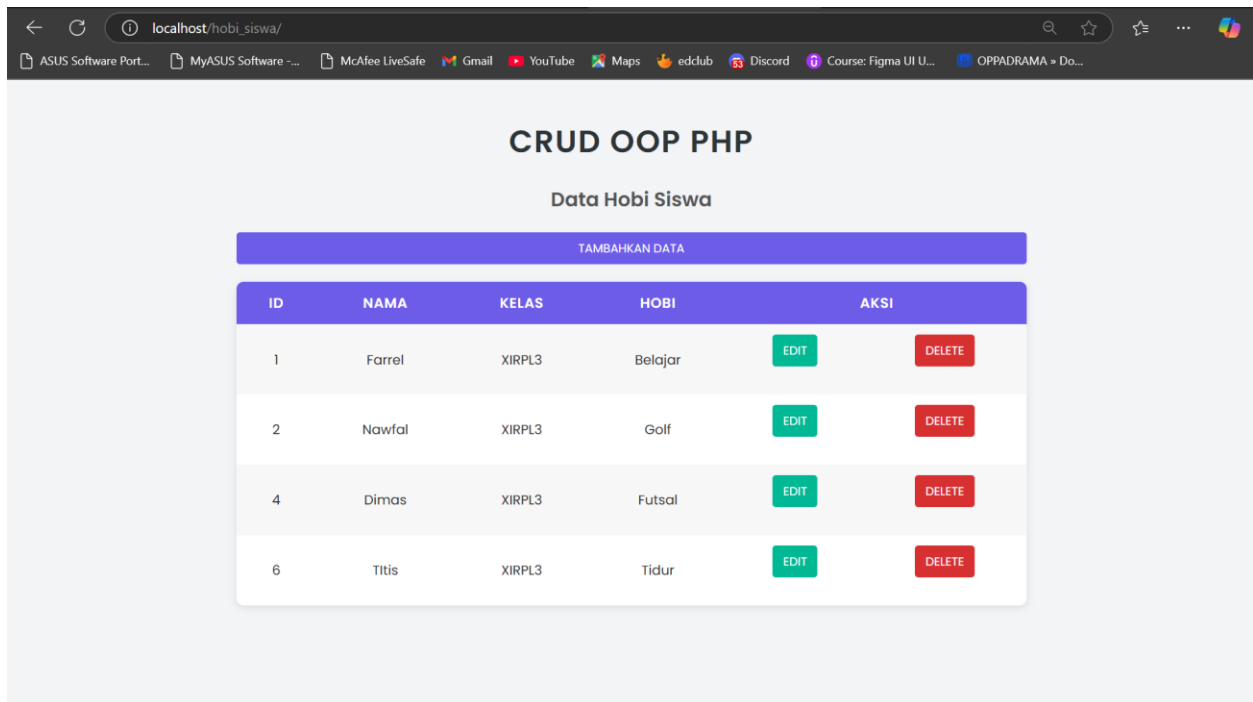 localhost/hobi_siswa/
ASUS Software Port... MyASUS Software -... McAfee LiveSafe Gmail YouTube Maps edclub 53 Discord Course: Figma UI U... OPPADRAMA » Do...
CRUD OOP PHP
Data Hobi Siswa
TAMBAHKAN DATA
ID NAMA KELAS HOBI AKSI
1 Farrel XIRPL3 Belajar EDIT DELETE
2 Nawfal XIRPL3 Golf EDIT DELETE
4 Dimas XIRPL3 Futsal EDIT DELETE
6 TItis XIRPL3 Tidur EDIT DELETE